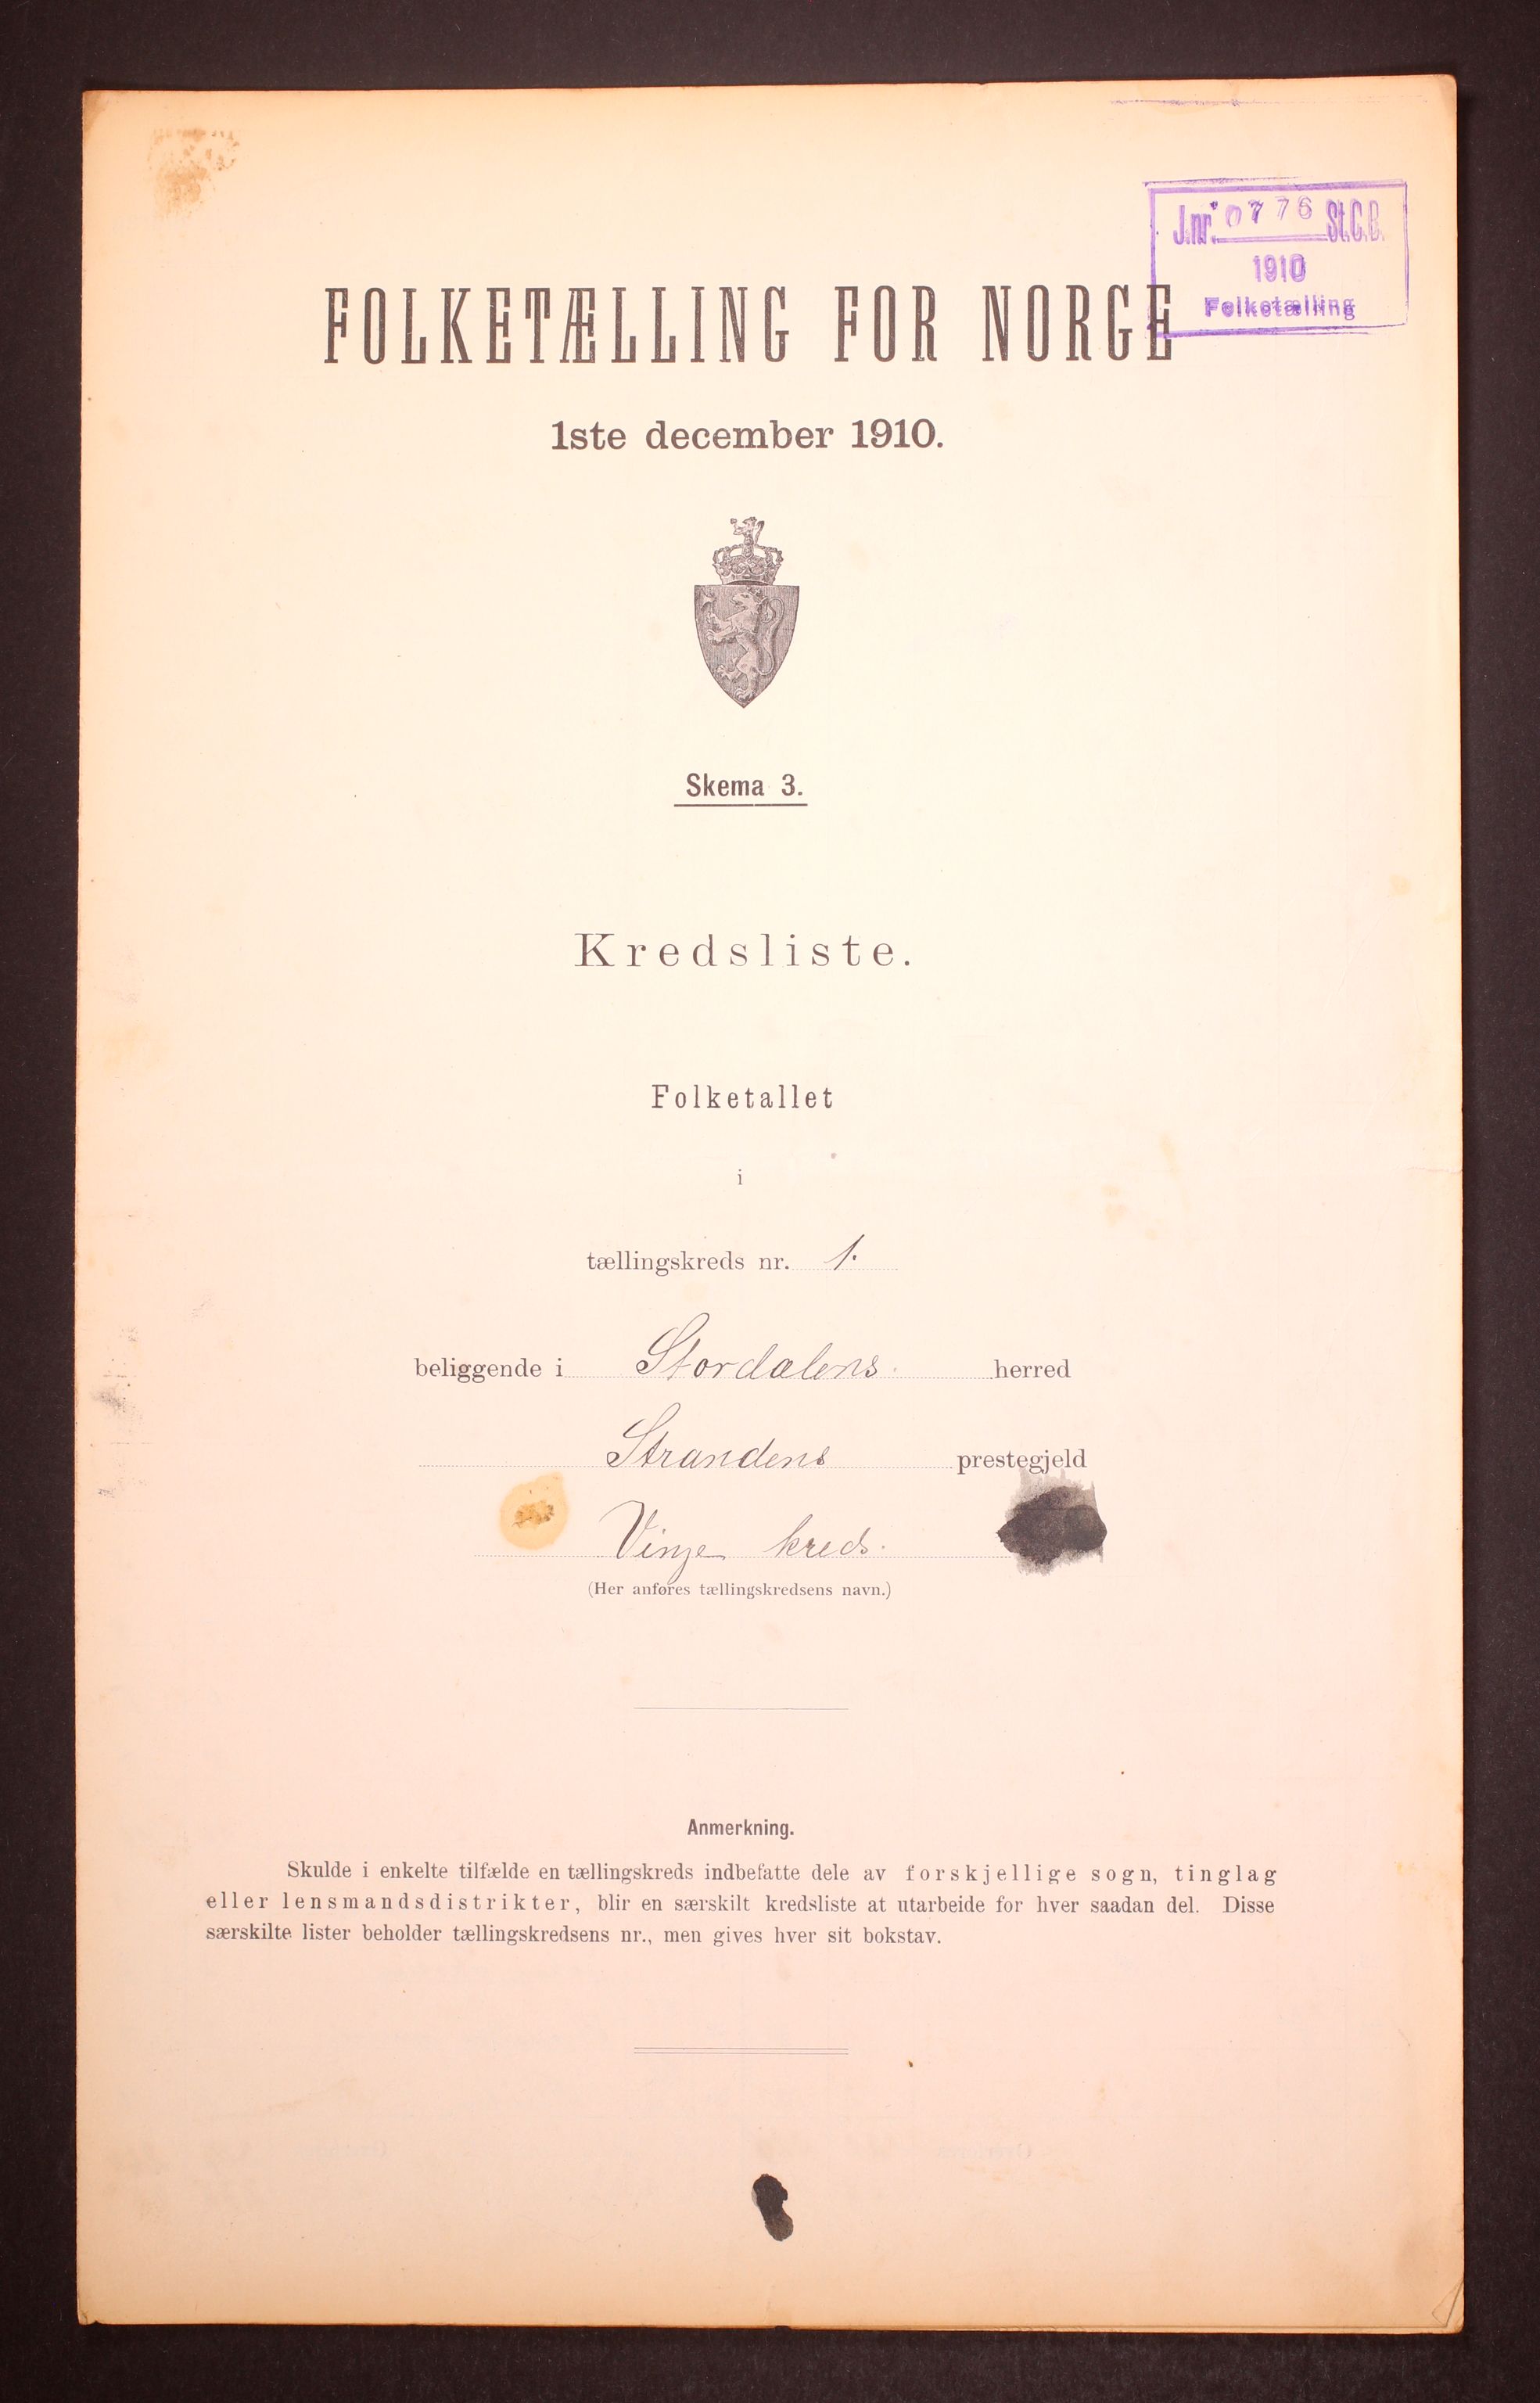 J.nr. 0776 St.C.B.
1910
Folketælling
FOLKETÆLLING FOR NORGE
1ste december 1910.
Skema 3.
Kredsliste.
Folketallet
i
tællingskreds nr. 1.
beliggende i Stordalens herred
Strandens prestegjeld
Vinje kreds.
(Her anføres tællingskredsens navn.)
Anmerkning.
Skulde i enkelte tilfælde en tællingskreds indbefatte dele av forskjellige sogn, tinglag
eller lensmandsdistrikter, blir en særskilt kredsliste at utarbeide for hver saadan del. Disse
særskilte lister beholder tællingskredsens nr., men gives hver sit bokstav.